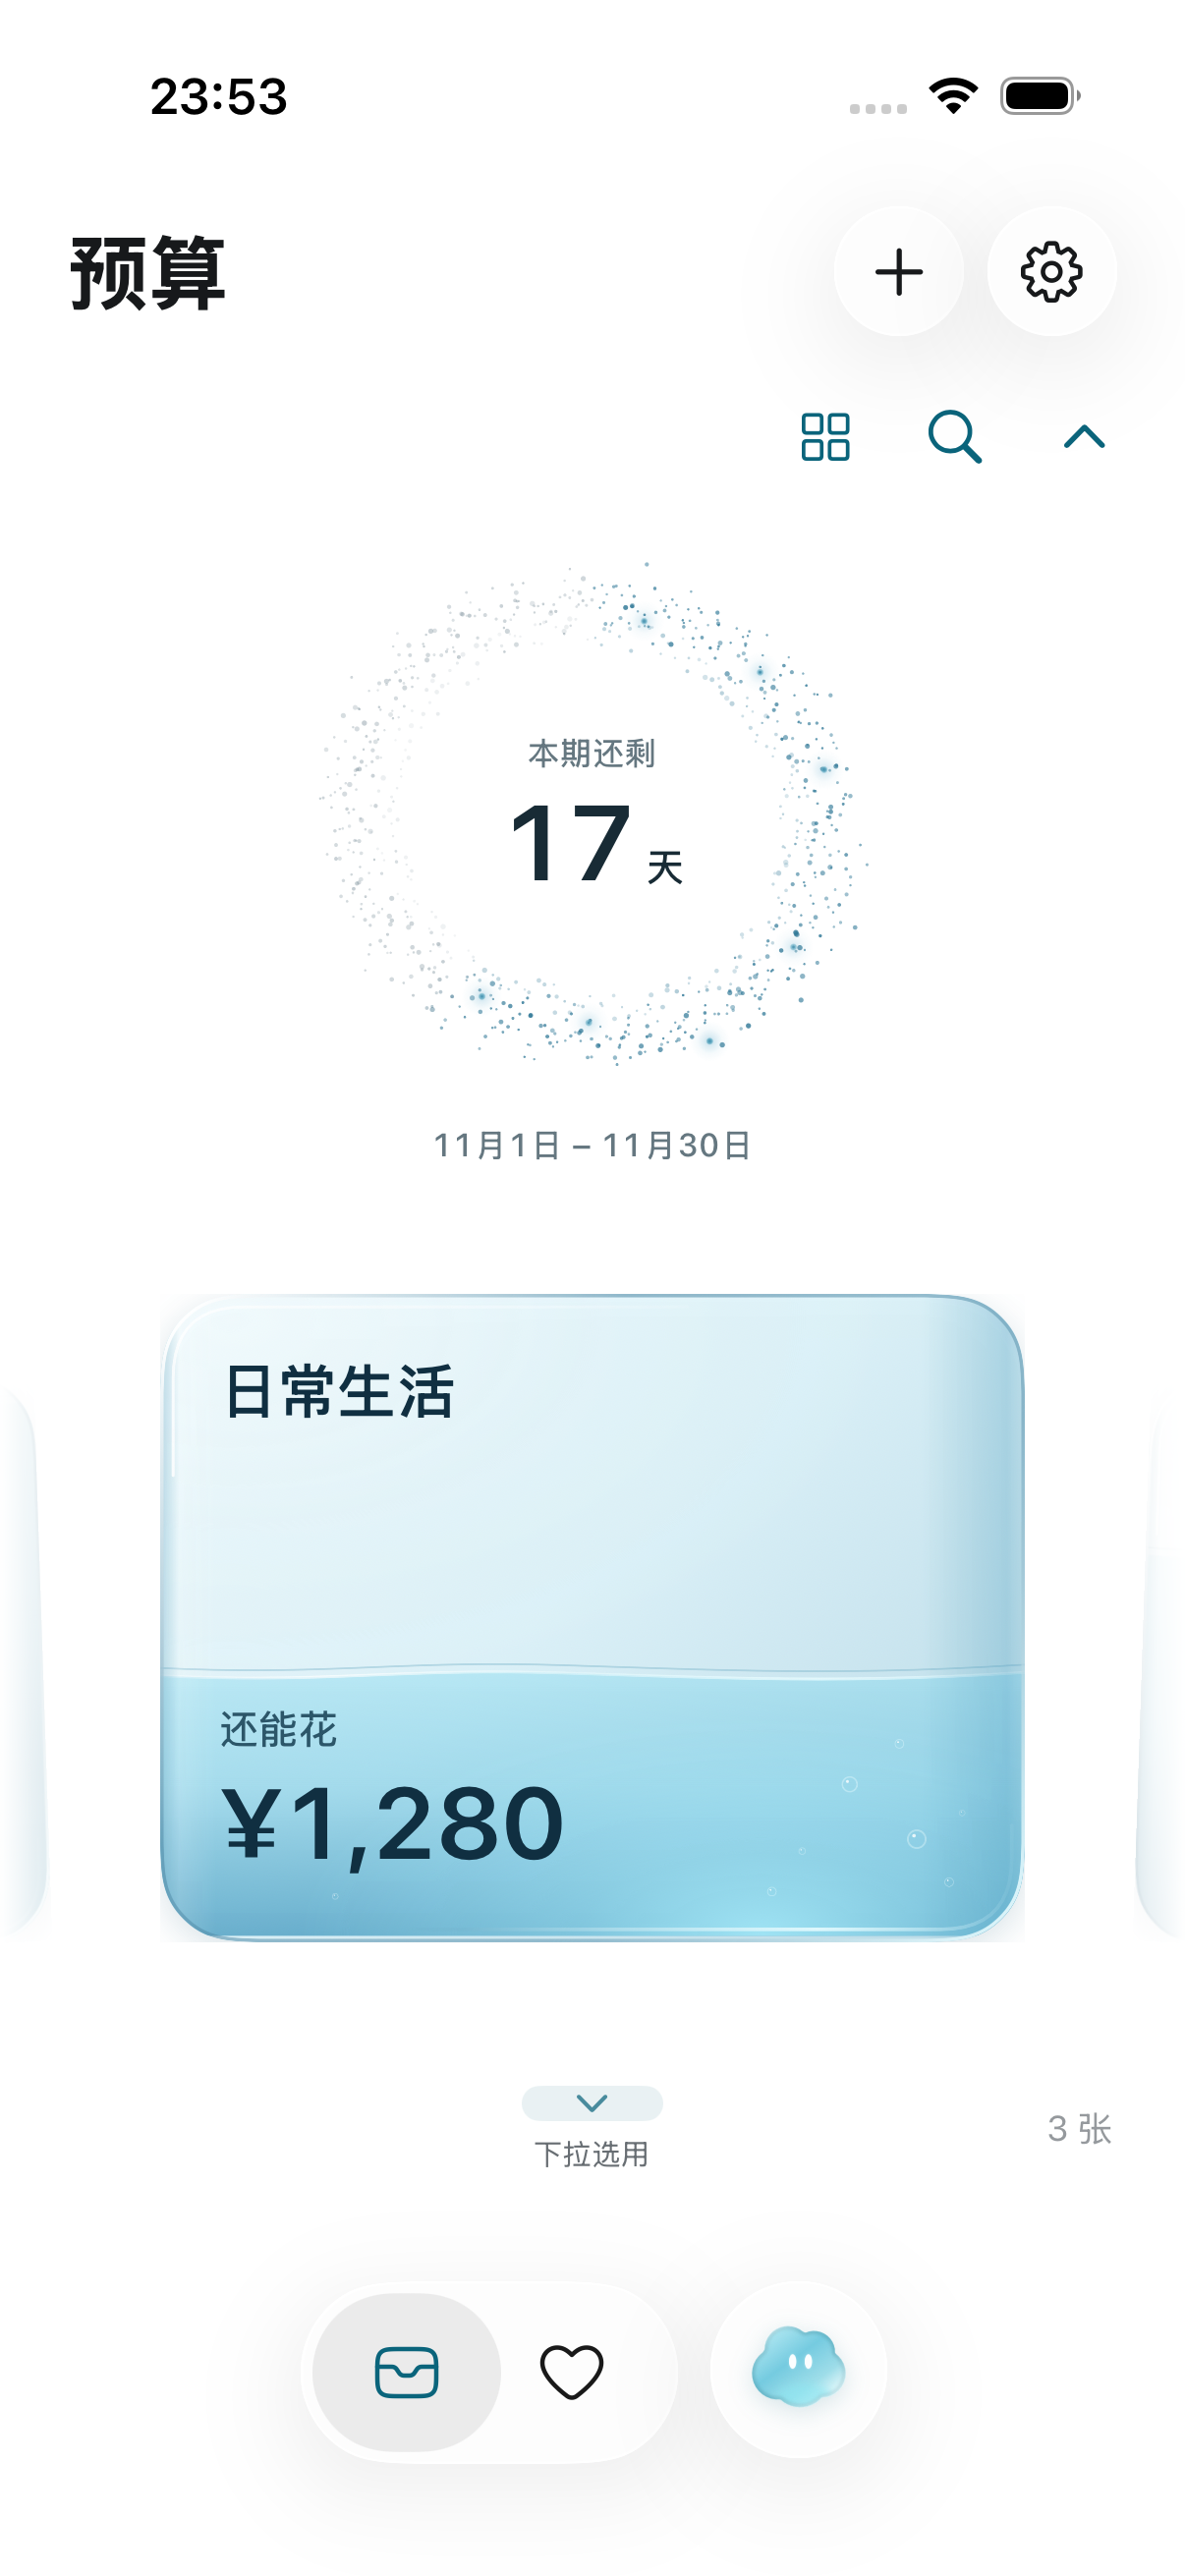 23:53
预算
本期还剩
17 天
11月1日 – 11月30日
日常生活
还能花
¥1,280
下拉选用
3 张